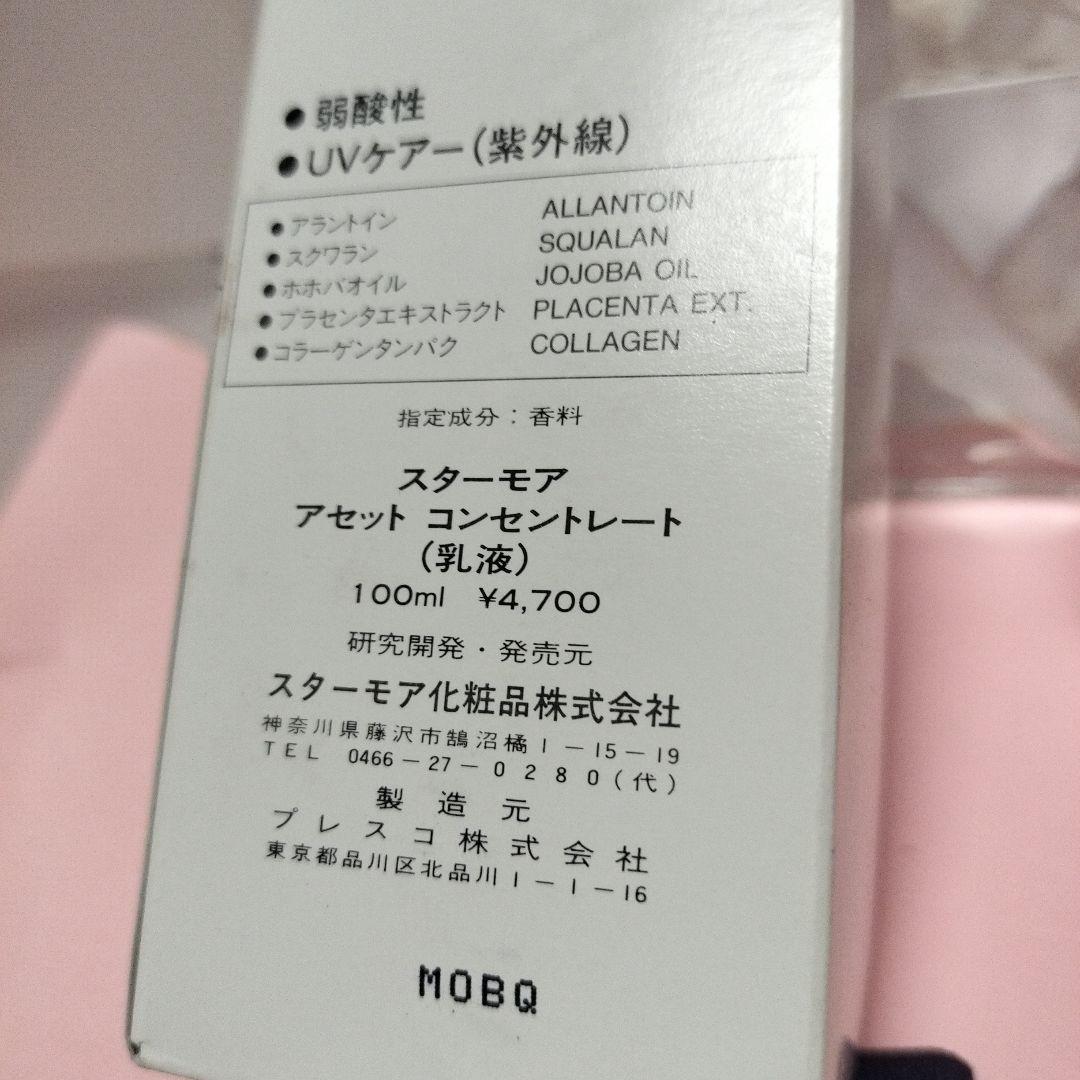 ● 弱酸性
● UVケアー(紫外線)
● アラントイン ALLANTOIN
● スクワラン SQUALAN
● ホホバオイル JOJOBA OIL
● プラセンタエキストラクト PLACENTA EXT.
● コラーゲンタンパク COLLAGEN
指定成分：香料
スターモア
アセット コンセントレート
(乳液)
100ml ¥4,700
研究開発・発売元
スターモア化粧品株式会社
神奈川県藤沢市鵠沼橘1-15-19
TEL 0466-27-0280(代)
製造元
プレスコ株式会社
東京都品川区北品川1-1-16
MOBQ